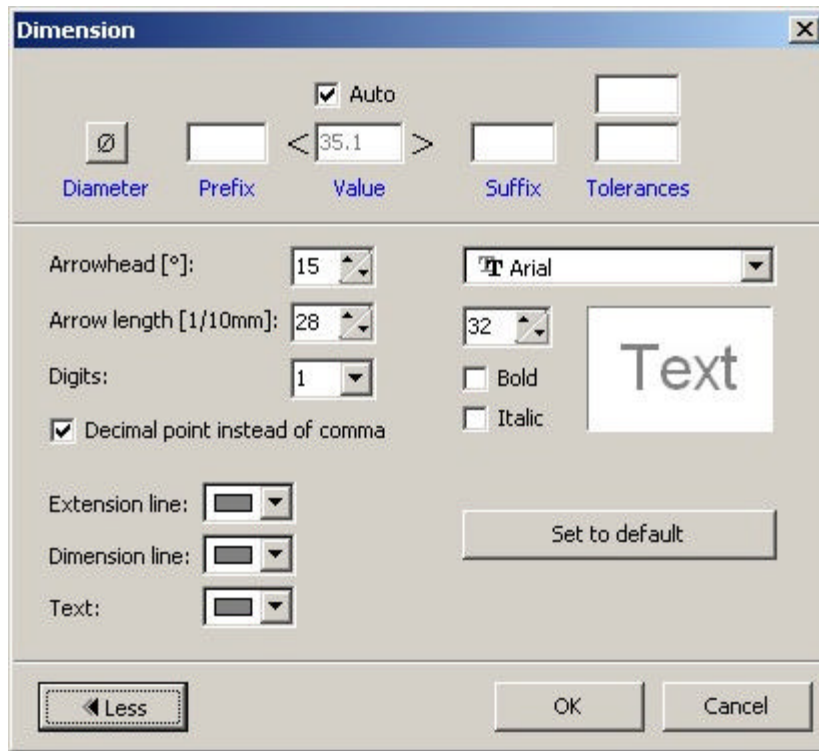 Dimension
Auto
Ø < 35.1 >
Diameter Prefix Value Suffix Tolerances
Arrowhead [°]: 15 Arial
Arrow length [1/10mm]: 28 32
Text
Digits: 1 Bold
Decimal point instead of comma Italic
Extension line:
Set to default
Dimension line:
Text:
Less OK Cancel